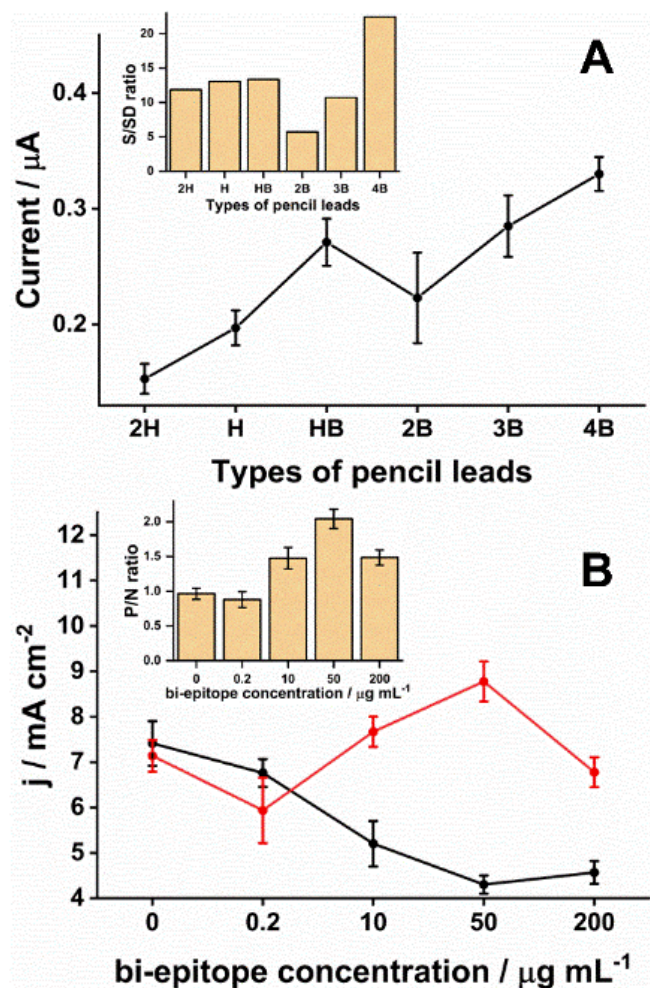 A
Current / μA
0.4
0.3
0.2
2H H HB 2B 3B 4B
Types of pencil leads
S/SD ratio
20
15
10
5
0
2H H HB 2B 3B 4B
Types of pencil leads
B
j / mA cm⁻²
12
11
10
9
8
7
6
5
4
0 0.2 10 50 200
bi-epitope concentration / μg mL⁻¹
P/N ratio
2.0
1.5
1.0
0.5
0.0
0 0.2 10 50 200
bi-epitope concentration / μg mL⁻¹